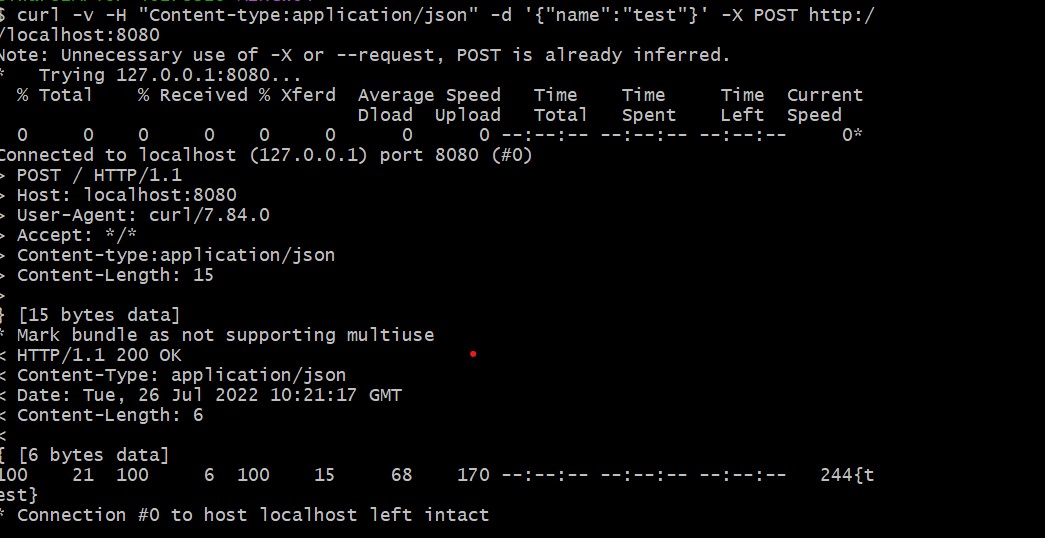 $ curl -v -H "Content-type:application/json" -d '{"name":"test"}' -X POST http:/
/localhost:8080
Note: Unnecessary use of -X or --request, POST is already inferred.
*   Trying 127.0.0.1:8080...
  % Total    % Received % Xferd  Average Speed   Time    Time     Time  Current
                                 Dload  Upload   Total   Spent    Left  Speed
  0     0    0     0    0     0      0      0 --:--:-- --:--:-- --:--:--     0*
Connected to localhost (127.0.0.1) port 8080 (#0)
> POST / HTTP/1.1
> Host: localhost:8080
> User-Agent: curl/7.84.0
> Accept: */*
> Content-type:application/json
> Content-Length: 15
>
} [15 bytes data]
* Mark bundle as not supporting multiuse
< HTTP/1.1 200 OK
< Content-Type: application/json
< Date: Tue, 26 Jul 2022 10:21:17 GMT
< Content-Length: 6
<
{ [6 bytes data]
100    21  100     6  100    15     68    170 --:--:-- --:--:-- --:--:--   244{t
est}
* Connection #0 to host localhost left intact